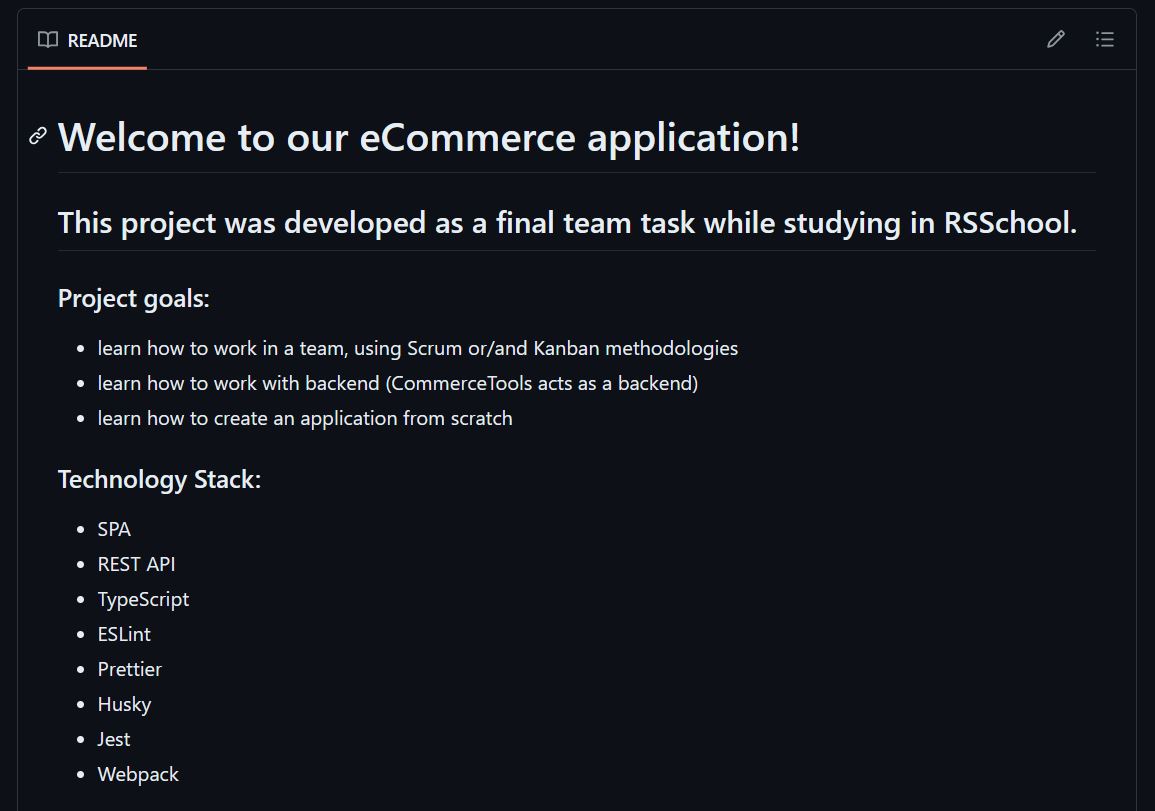 README
Welcome to our eCommerce application!
This project was developed as a final team task while studying in RSSchool.
Project goals:
learn how to work in a team, using Scrum or/and Kanban methodologies
learn how to work with backend (CommerceTools acts as a backend)
learn how to create an application from scratch
Technology Stack:
SPA
REST API
TypeScript
ESLint
Prettier
Husky
Jest
Webpack